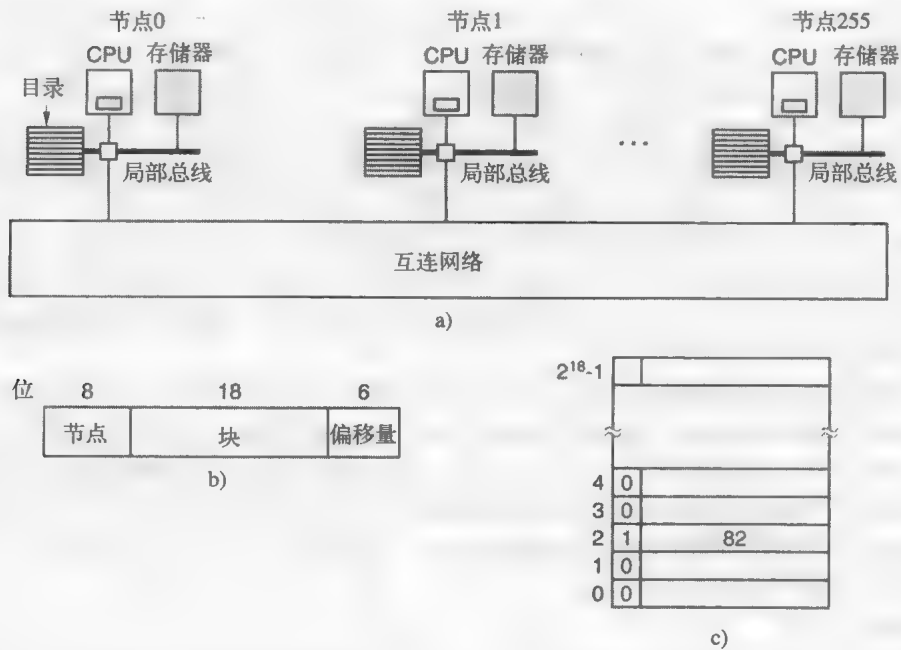 节点0 节点1 节点255
CPU 存储器 CPU 存储器 CPU 存储器
目录
...
局部总线 局部总线 局部总线
互连网络
a)
位 8 18 6
节点 块 偏移量
b)
2¹⁸-1
4 0
3 0
2 1 82
1 0
0 0
c)